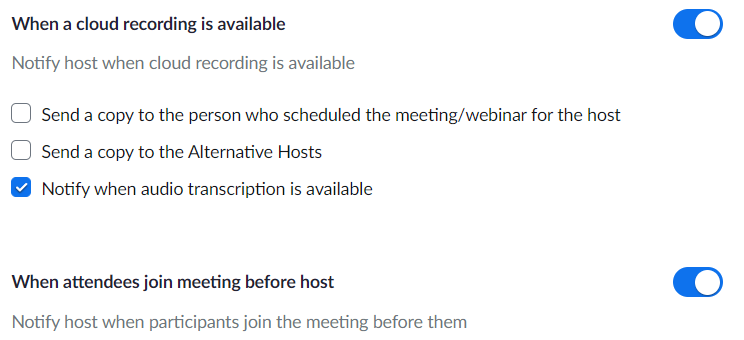 When a cloud recording is available
Notify host when cloud recording is available
Send a copy to the person who scheduled the meeting/webinar for the host
Send a copy to the Alternative Hosts
Notify when audio transcription is available
When attendees join meeting before host
Notify host when participants join the meeting before them